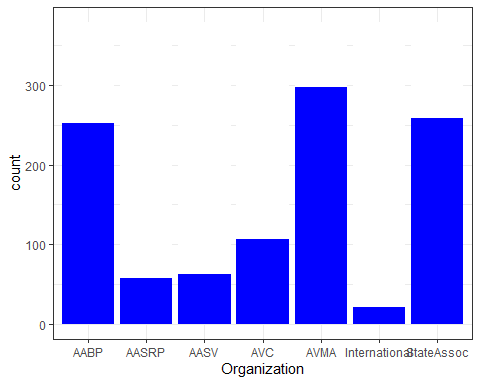 count
300
200
100
0
AABP AASRP AASV AVC AVMA International StateAssoc
Organization